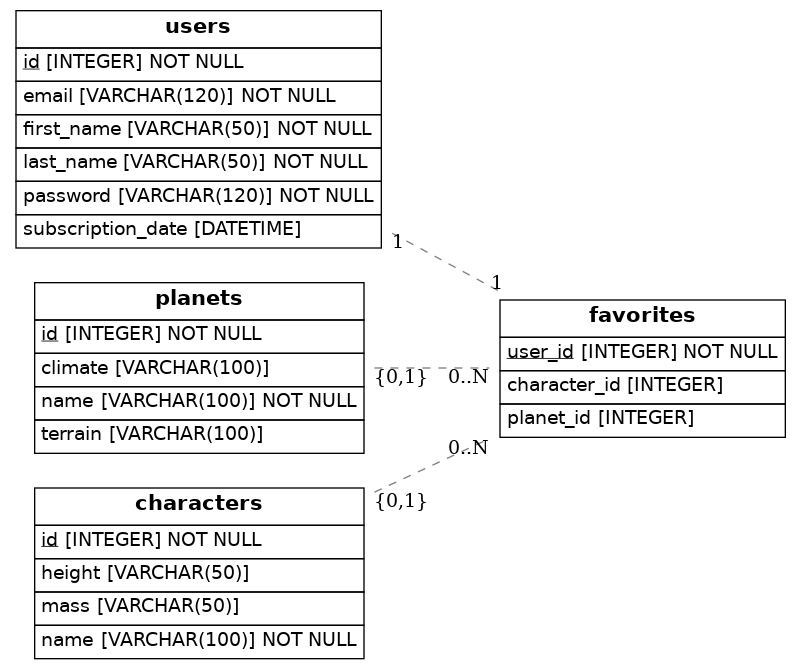 users
id [INTEGER] NOT NULL
email [VARCHAR(120)] NOT NULL
first_name [VARCHAR(50)] NOT NULL
last_name [VARCHAR(50)] NOT NULL
password [VARCHAR(120)] NOT NULL
subscription_date [DATETIME]
1
1
planets
id [INTEGER] NOT NULL
climate [VARCHAR(100)]
name [VARCHAR(100)] NOT NULL
terrain [VARCHAR(100)]
{0,1}
0..N
favorites
user_id [INTEGER] NOT NULL
character_id [INTEGER]
planet_id [INTEGER]
0..N
{0,1}
characters
id [INTEGER] NOT NULL
height [VARCHAR(50)]
mass [VARCHAR(50)]
name [VARCHAR(100)] NOT NULL